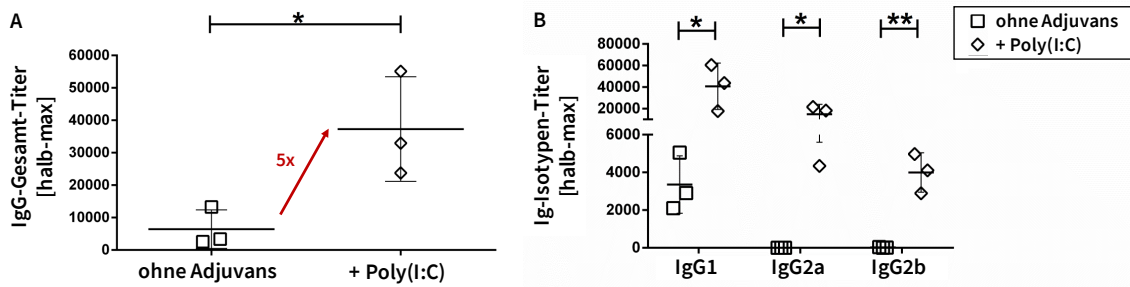 A
*
IgG-Gesamt-Titer
[halb-max]
60000
50000
40000
30000
20000
10000
0
5x
ohne Adjuvans
+ Poly(I:C)
B
*
*
**
Ig-Isotypen-Titer
[halb-max]
80000
60000
40000
20000
6000
4000
2000
0
IgG1
IgG2a
IgG2b
ohne Adjuvans
+ Poly(I:C)